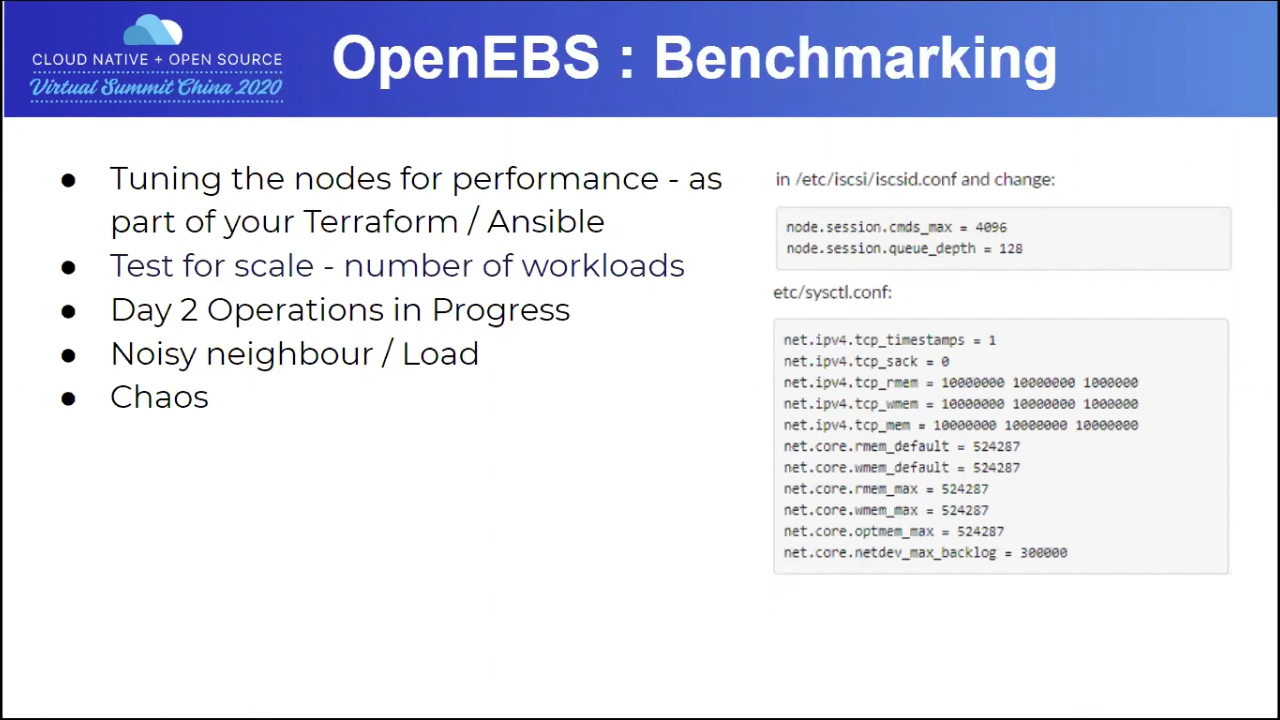 CLOUD NATIVE + OPEN SOURCE
Virtual Summit China 2020
OpenEBS : Benchmarking
● Tuning the nodes for performance - as
part of your Terraform / Ansible
● Test for scale - number of workloads
● Day 2 Operations in Progress
● Noisy neighbour / Load
● Chaos
in /etc/iscsi/iscsid.conf and change:
node.session.cmds_max = 4096
node.session.queue_depth = 128
etc/sysctl.conf:
net.ipv4.tcp_timestamps = 1
net.ipv4.tcp_sack = 0
net.ipv4.tcp_rmem = 10000000 10000000 1000000
net.ipv4.tcp_wmem = 10000000 10000000 1000000
net.ipv4.tcp_mem = 10000000 10000000 10000000
net.core.rmem_default = 524287
net.core.wmem_default = 524287
net.core.rmem_max = 524287
net.core.wmem_max = 524287
net.core.optmem_max = 524287
net.core.netdev_max_backlog = 300000